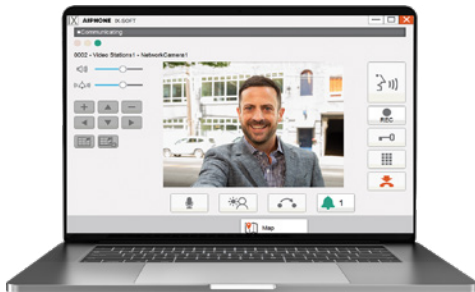 AIPHONE IX-SOFT
•Communicating
0002 - Video Stations1 - NetworkCamera1
REC
1
Map